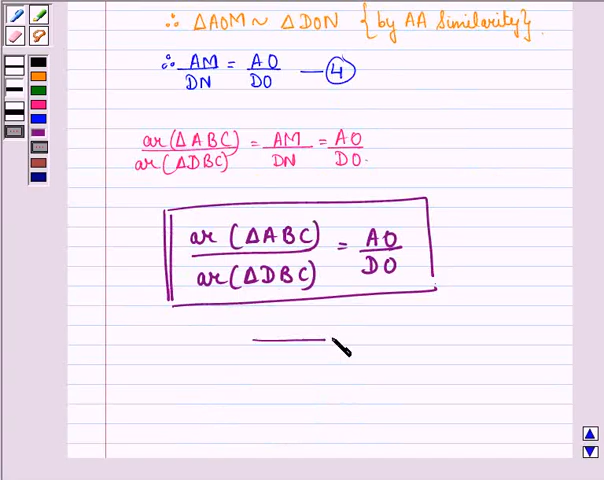 ∴ ΔAOM ~ ΔDON {by AA Similarity}.
∴ AM/DN = AO/DO — ④
ar(ΔABC)/ar(ΔDBC) = AM/DN = AO/DO.
ar(ΔABC)/ar(ΔDBC) = AO/DO